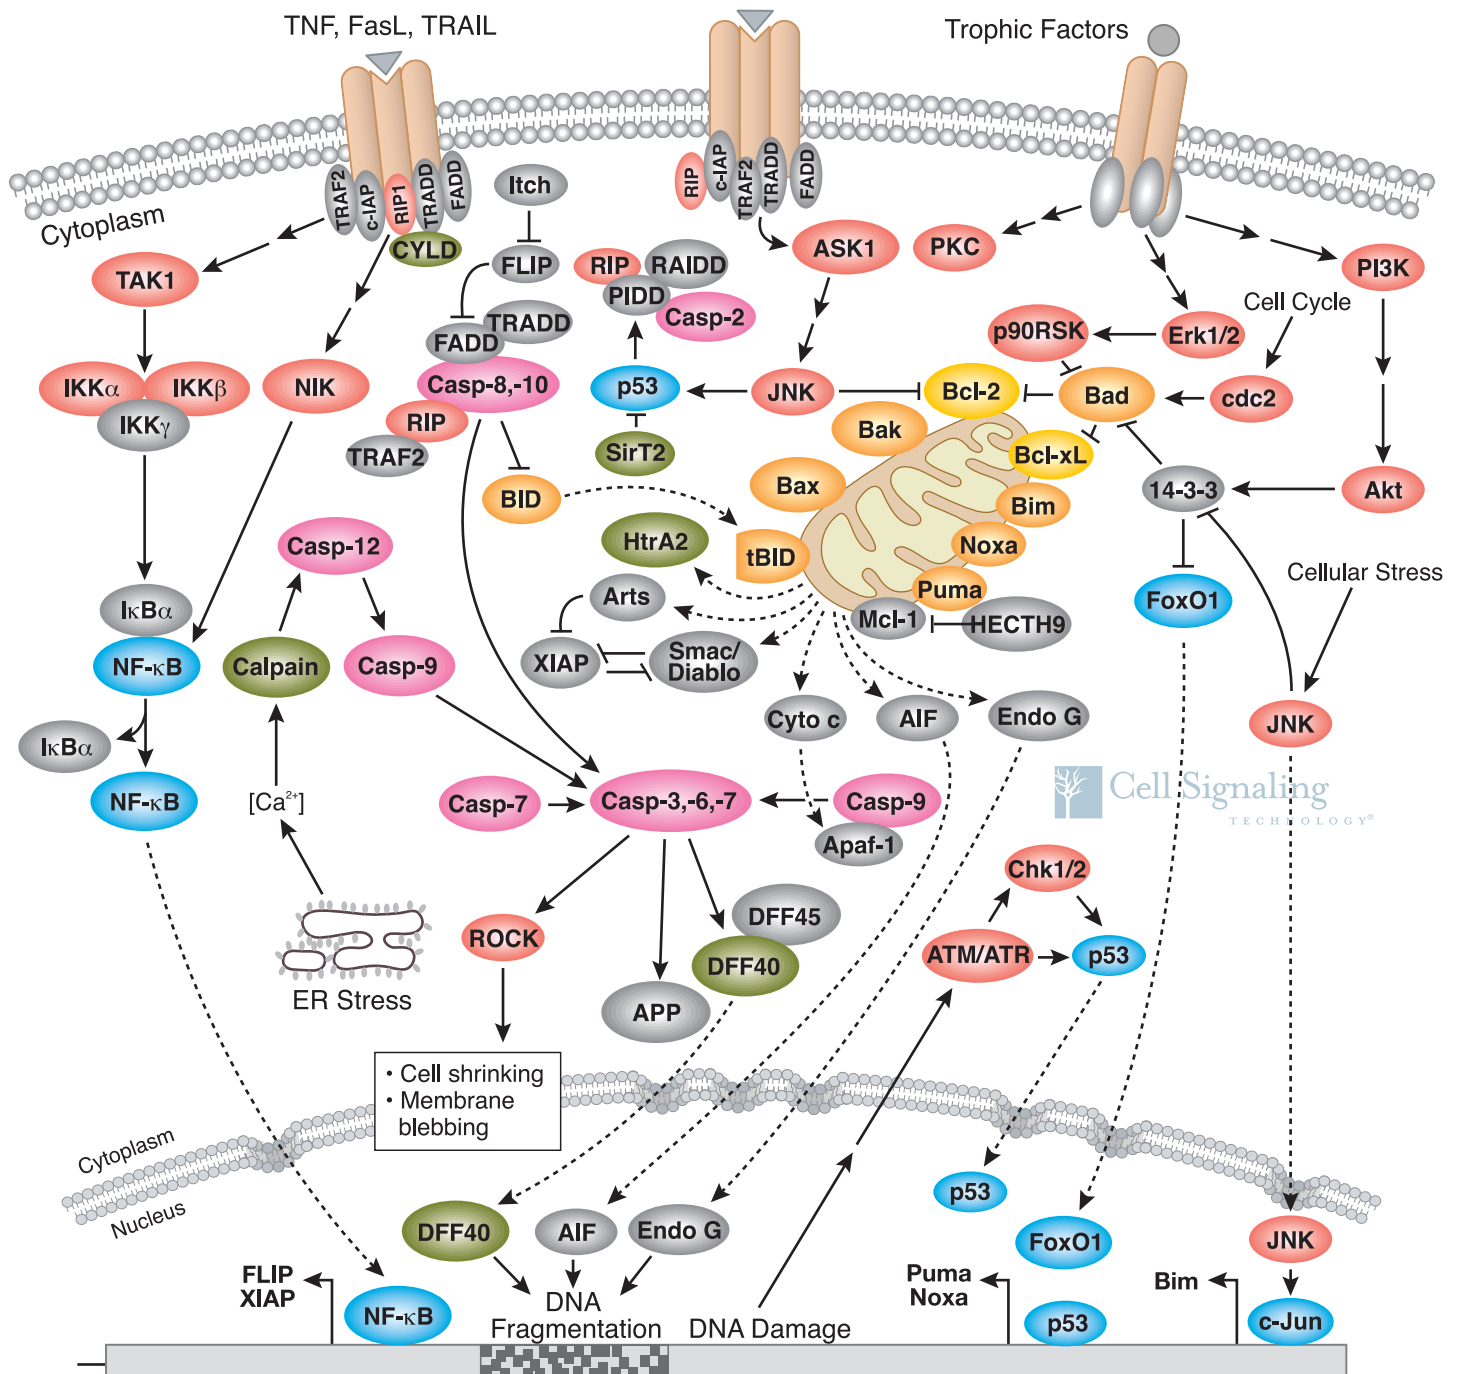 TNF, FasL, TRAIL
Trophic Factors
Cytoplasm
TRAF2
c-IAP
RIP1
TRADD
FADD
CYLD
Itch
FLIP
RIP
c-IAP
TRAF2
TRADD
FADD
RIP
RAIDD
PIDD
Casp-2
ASK1
PKC
PI3K
TAK1
Cell Cycle
p90RSK
Erk1/2
TRADD
FADD
Casp-8,-10
RIP
TRAF2
IKKα
IKKβ
IKKγ
NIK
p53
JNK
Bcl-2
Bad
cdc2
SirT2
Bak
Bcl-xL
BID
Bax
Bim
14-3-3
Akt
Casp-12
HtrA2
tBID
Noxa
Puma
Mcl-1
HECTH9
FoxO1
Cellular Stress
IκBα
NF-κB
Calpain
Casp-9
Arts
XIAP
Smac/
Diablo
Cyto c
AIF
Endo G
JNK
IκBα
NF-κB
[Ca2+]
Casp-7
Casp-3,-6,-7
Casp-9
Apaf-1
Cell Signaling
TECHNOLOGY®
Chk1/2
ATM/ATR
p53
ROCK
DFF45
DFF40
APP
ER Stress
• Cell shrinking
• Membrane
blebbing
Cytoplasm
Nucleus
p53
DFF40
AIF
Endo G
FoxO1
JNK
FLIP
XIAP
NF-κB
DNA
Fragmentation
DNA Damage
Puma
Noxa
p53
Bim
c-Jun